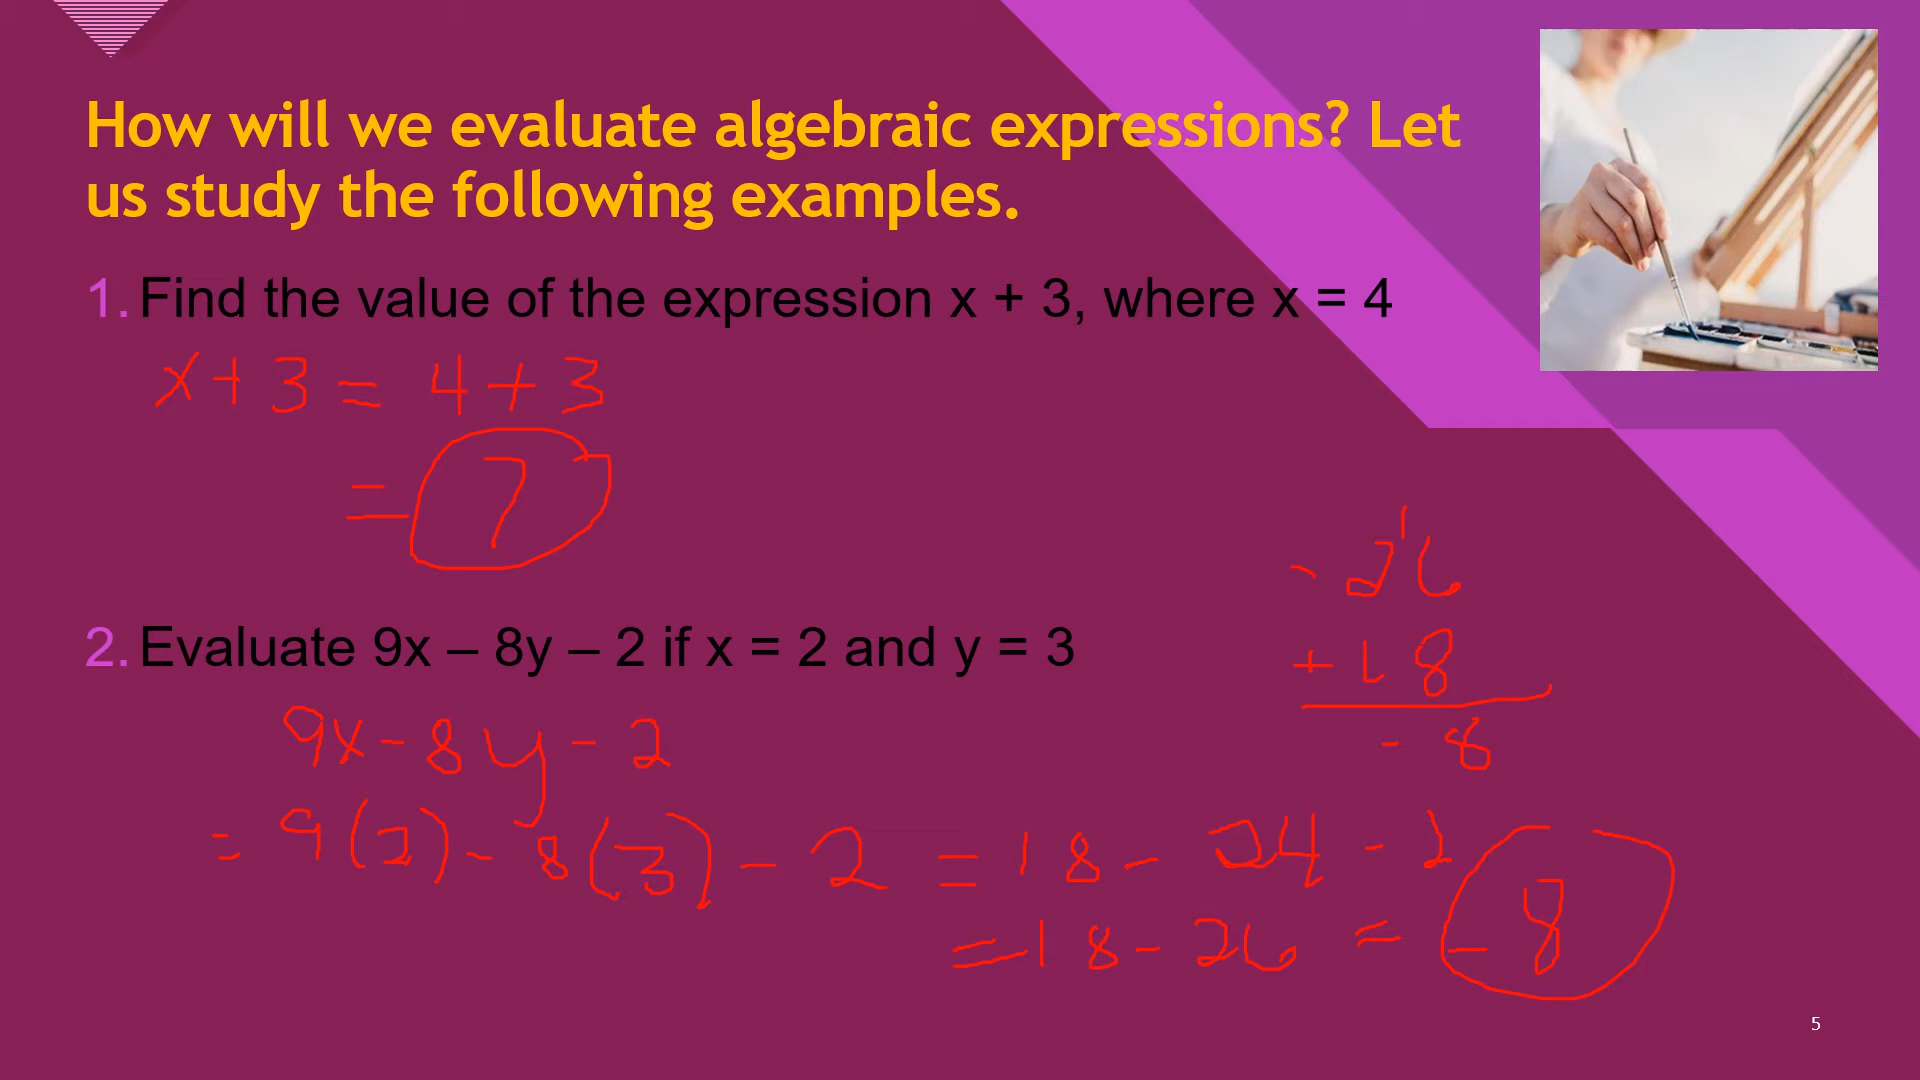 How will we evaluate algebraic expressions? Let
us study the following examples.
1. Find the value of the expression x + 3, where x = 4
x + 3 = 4 + 3
= 7
2. Evaluate 9x – 8y – 2 if x = 2 and y = 3
1
- 26
+ 18
- 8
9x - 8y - 2
= 9(2) - 8(3) - 2 = 18 - 24 - 2
= 18 - 26 = - 8
5